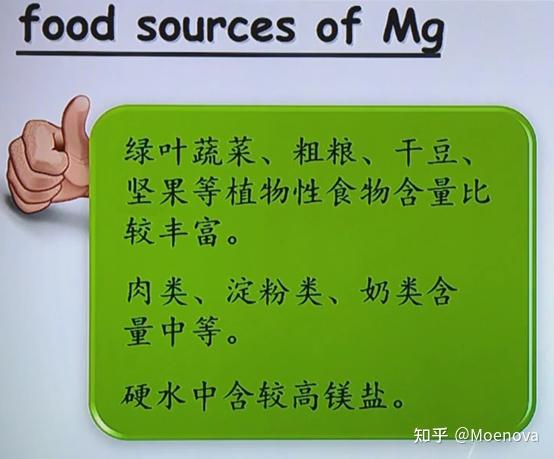 food sources of Mg
绿叶蔬菜、粗粮、干豆、
坚果等植物性食物含量比
较丰富。
肉类、淀粉类、奶类含
量中等。
硬水中含较高镁盐。
知乎 @Moenova